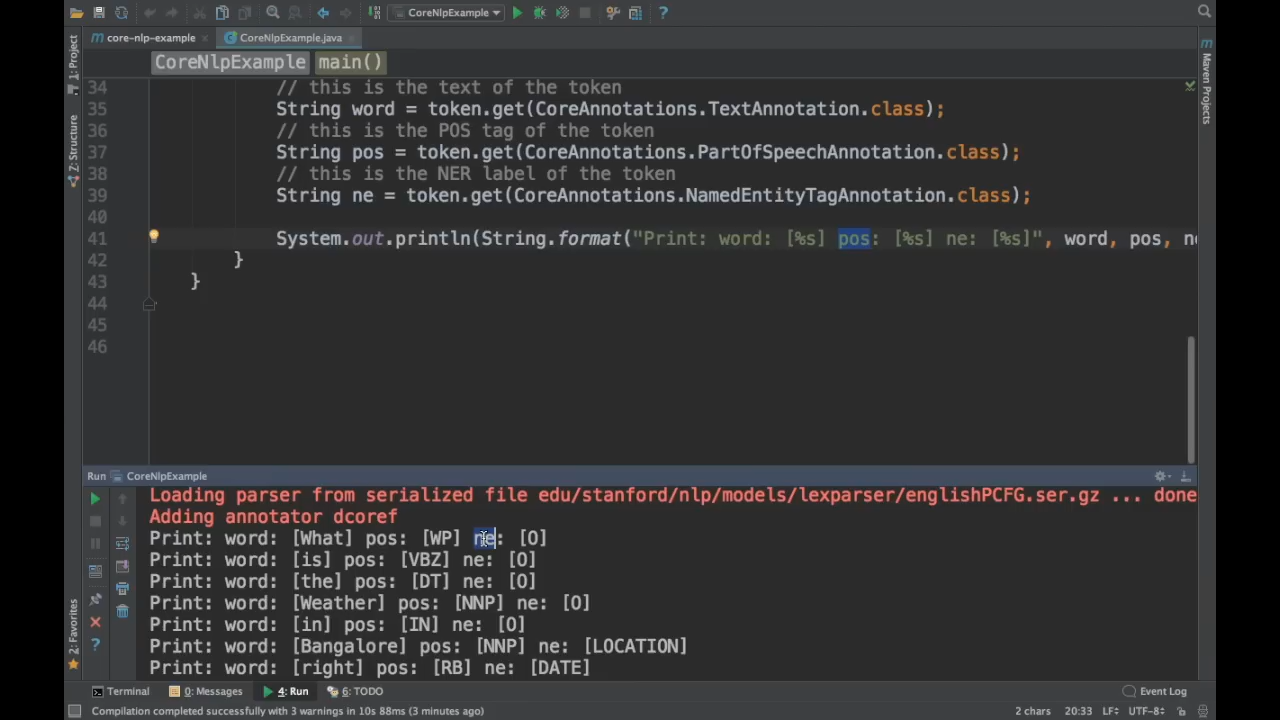 CoreNlpExample
core-nlp-example
CoreNlpExample.java
CoreNlpExample main()
1: Project
7: Structure
2: Favorites
Maven Projects
34 // this is the text of the token
35 String word = token.get(CoreAnnotations.TextAnnotation.class);
36 // this is the POS tag of the token
37 String pos = token.get(CoreAnnotations.PartOfSpeechAnnotation.class);
38 // this is the NER label of the token
39 String ne = token.get(CoreAnnotations.NamedEntityTagAnnotation.class);
40
41 System.out.println(String.format("Print: word: [%s] pos: [%s] ne: [%s]", word, pos, ne
42 }
43 }
44
45
46
Run CoreNlpExample
Loading parser from serialized file edu/stanford/nlp/models/lexparser/englishPCFG.ser.gz ... done
Adding annotator dcoref
Print: word: [What] pos: [WP] ne: [O]
Print: word: [is] pos: [VBZ] ne: [O]
Print: word: [the] pos: [DT] ne: [O]
Print: word: [Weather] pos: [NNP] ne: [O]
Print: word: [in] pos: [IN] ne: [O]
Print: word: [Bangalore] pos: [NNP] ne: [LOCATION]
Print: word: [right] pos: [RB] ne: [DATE]
Terminal 0: Messages 4: Run 6: TODO Event Log
Compilation completed successfully with 3 warnings in 10s 88ms (3 minutes ago) 2 chars 20:33 LF÷ UTF-8÷